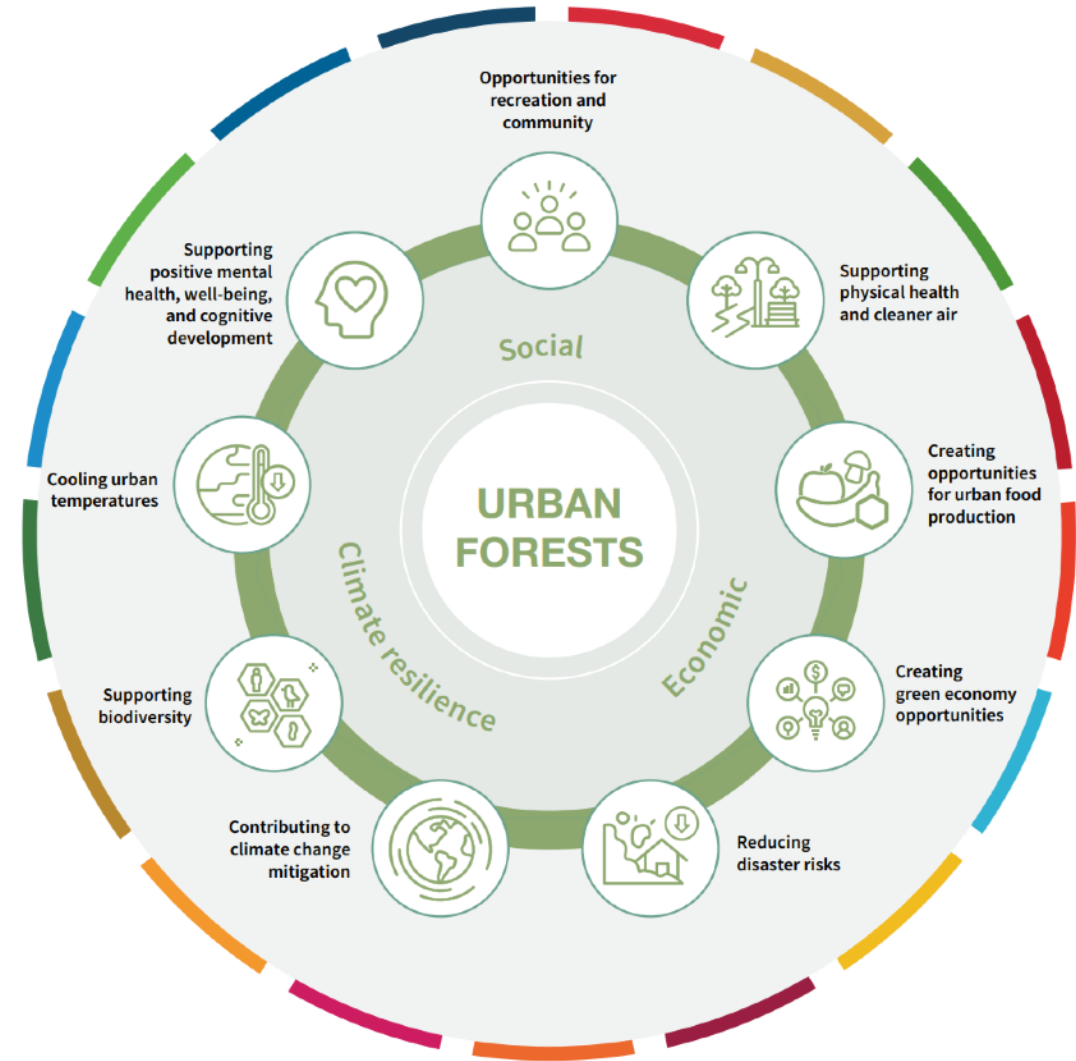 Opportunities for
recreation and
community
Supporting
positive mental
health, well-being,
and cognitive
development
Supporting
physical health
and cleaner air
Social
Cooling urban
temperatures
Creating
opportunities
for urban food
production
URBAN
FORESTS
Climate resilience
Economic
Supporting
biodiversity
Creating
green economy
opportunities
$
Contributing to
climate change
mitigation
Reducing
disaster risks